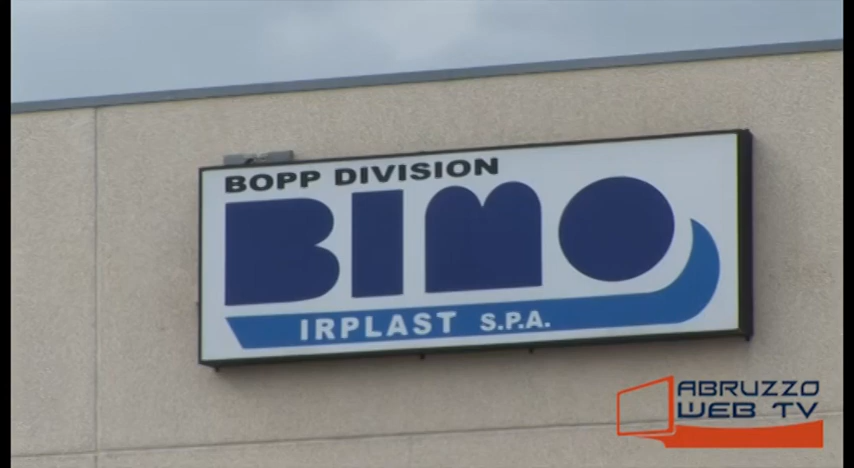 BOPP DIVISION
BIMO
IRPLAST S.P.A.
ABRUZZO
WEB TV